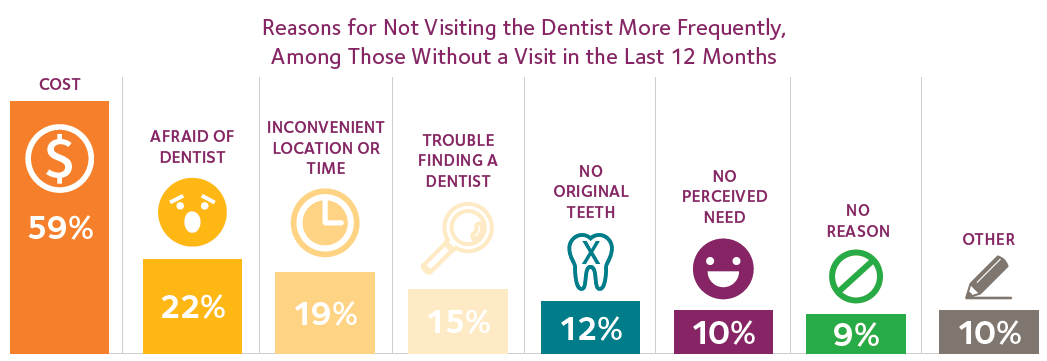 Reasons for Not Visiting the Dentist More Frequently,
Among Those Without a Visit in the Last 12 Months
COST
$
59%
AFRAID OF
DENTIST
22%
INCONVENIENT
LOCATION OR
TIME
19%
TROUBLE
FINDING A
DENTIST
15%
NO
ORIGINAL
TEETH
X
12%
NO
PERCEIVED
NEED
10%
NO
REASON
9%
OTHER
10%